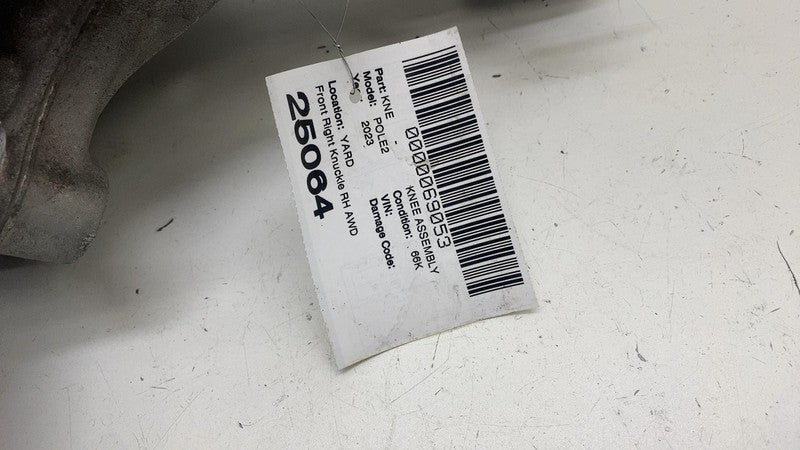 0000069053
Part: KNE - KNEE ASSEMBLY
Model: POLE2 Condition: . 66K
2023 VIN:
Damage Code:
Location: YARD
Front Right Knuckle RH AWD
25064